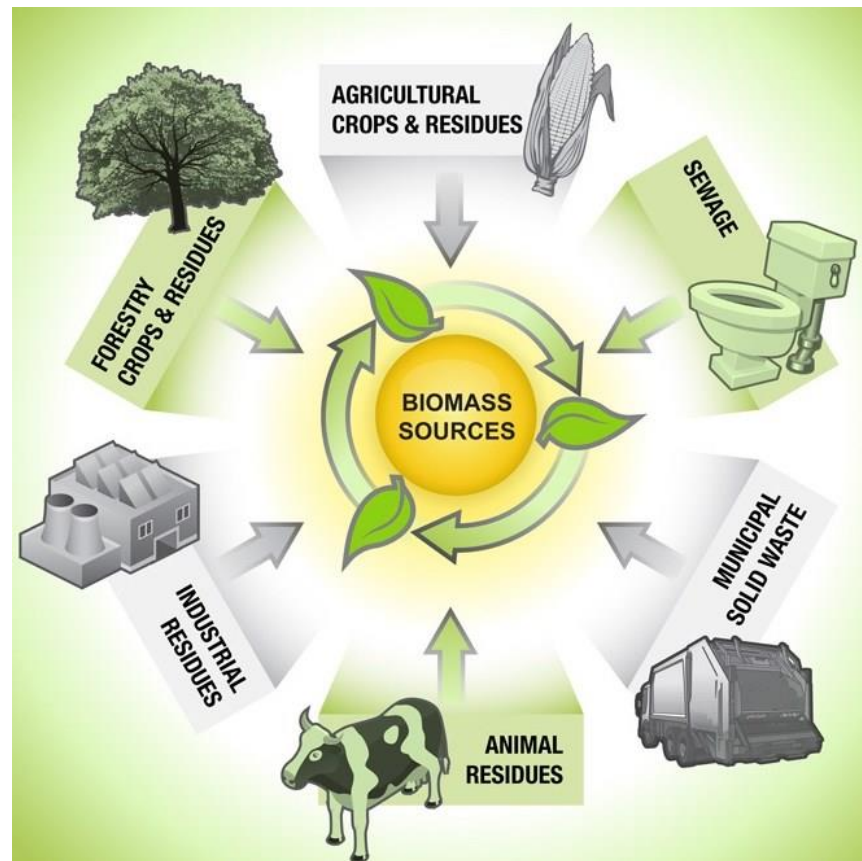 AGRICULTURAL
CROPS & RESIDUES
SEWAGE
FORESTRY
CROPS & RESIDUES
BIOMASS
SOURCES
MUNICIPAL
SOLID WASTE
INDUSTRIAL
RESIDUES
ANIMAL
RESIDUES